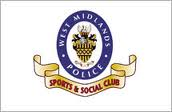 WEST MIDLANDS
POLICE
SPORTS & SOCIAL CLUB